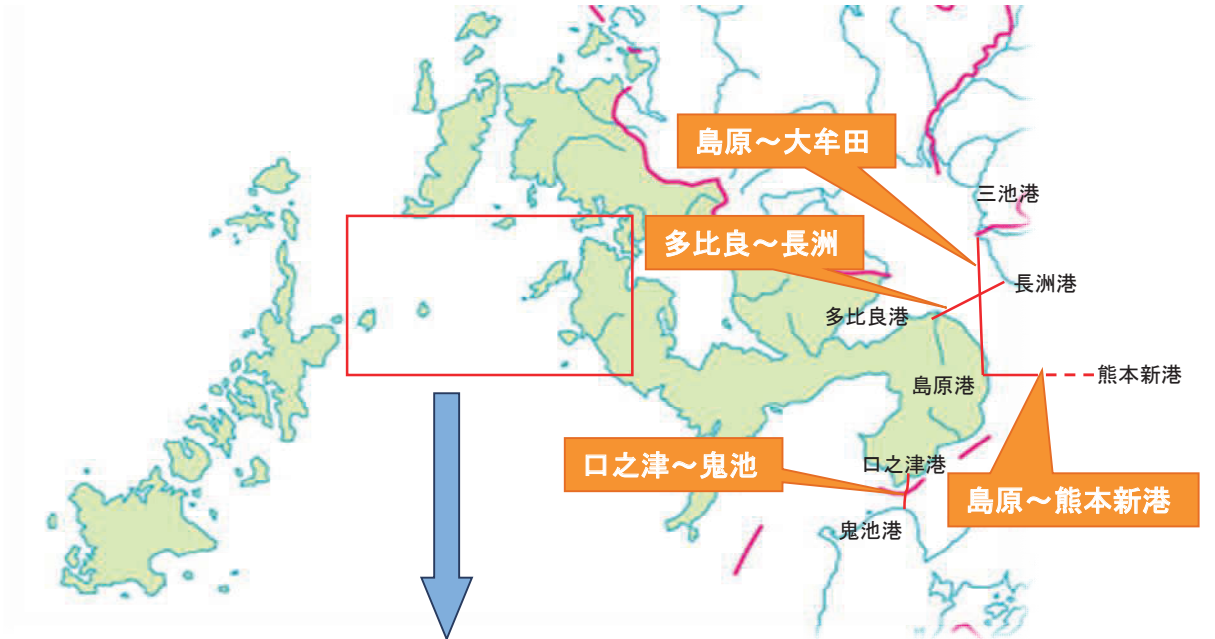 島原～大牟田
三池港
多比良～長洲
長洲港
多比良港
熊本新港
島原港
口之津～鬼池
口之津港
島原～熊本新港
鬼池港